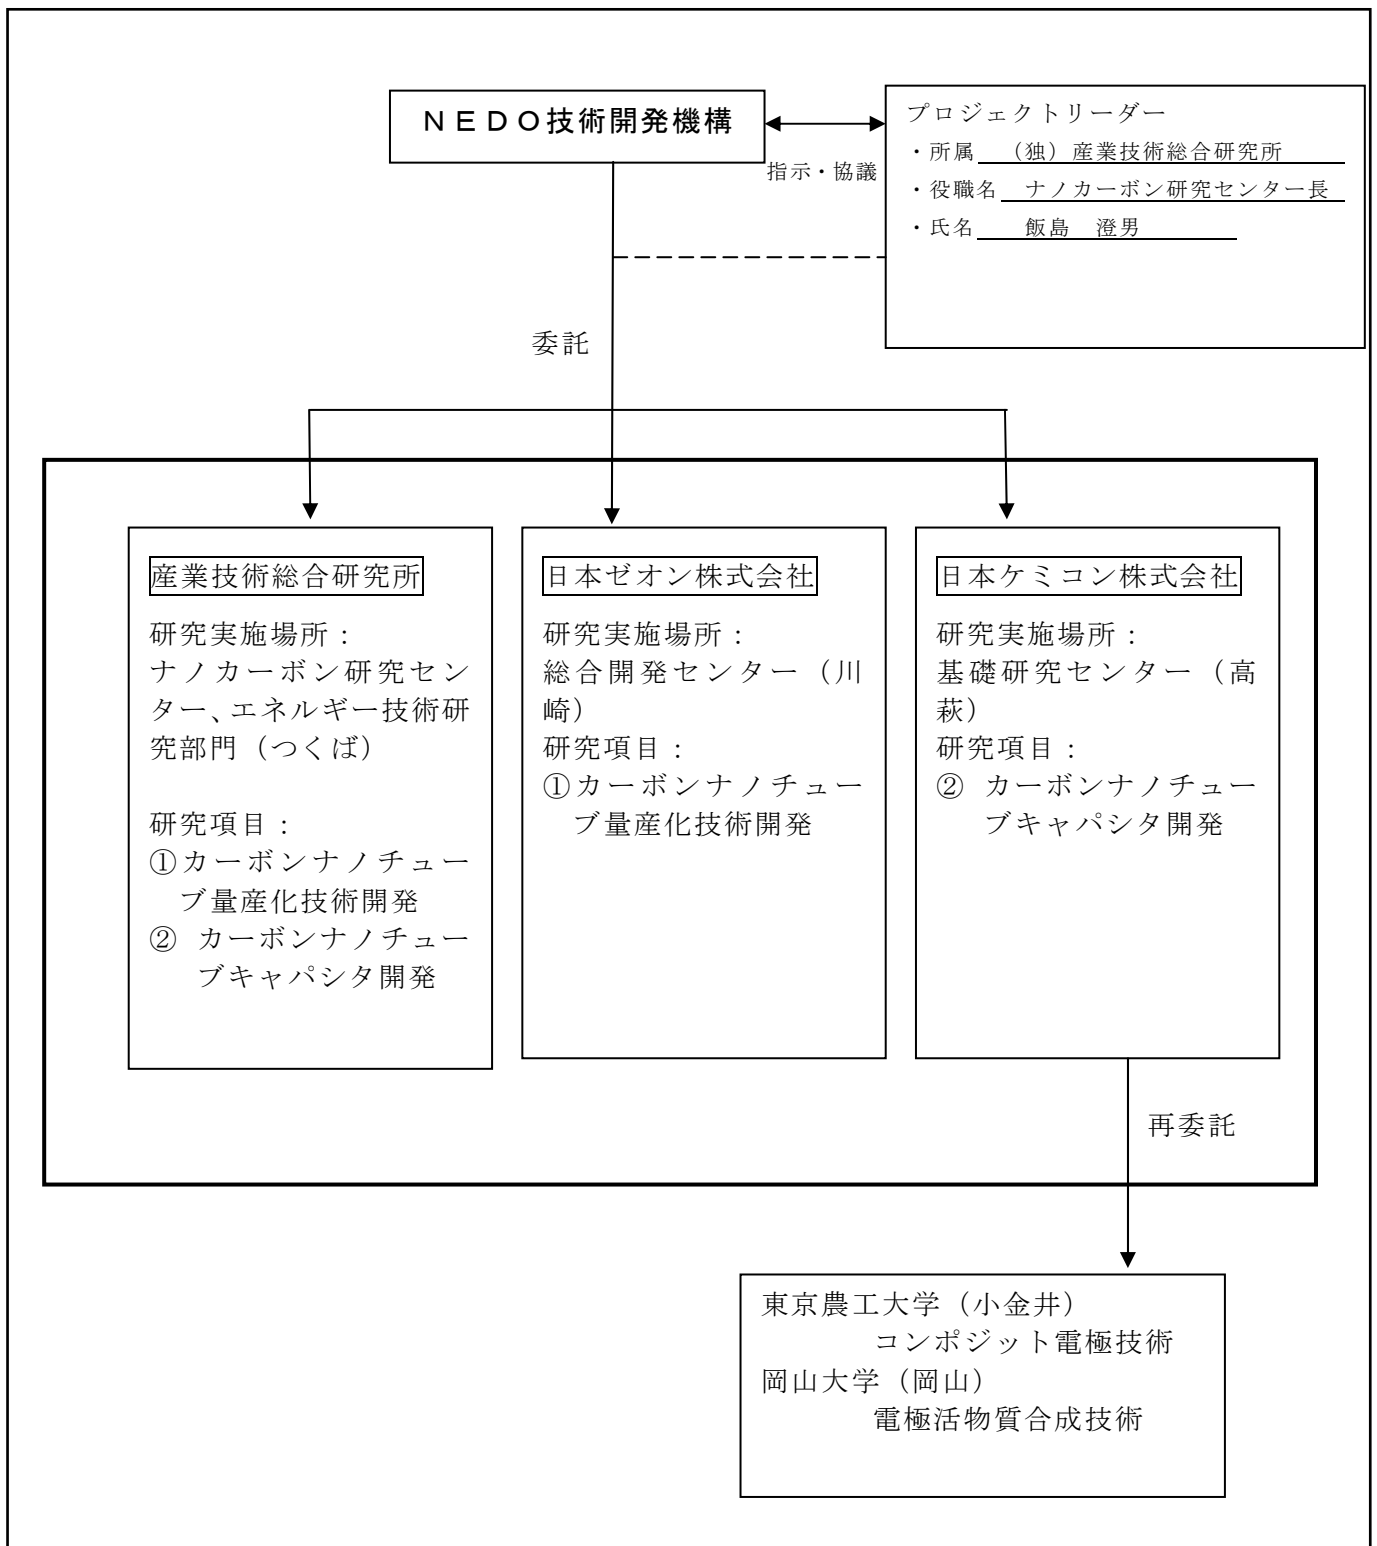 ＮＥＤＯ技術開発機構
指示・協議
プロジェクトリーダー
・所属　（独）産業技術総合研究所
・役職名　ナノカーボン研究センター長
・氏名　　飯島　澄男
委託
産業技術総合研究所
研究実施場所：
ナノカーボン研究セン
ター、エネルギー技術研
究部門（つくば）
研究項目：
①カーボンナノチュー
ブ量産化技術開発
② カーボンナノチュー
ブキャパシタ開発
日本ゼオン株式会社
研究実施場所：
総合開発センター（川
崎）
研究項目：
①カーボンナノチュー
ブ量産化技術開発
日本ケミコン株式会社
研究実施場所：
基礎研究センター（高
萩）
研究項目：
② カーボンナノチュー
ブキャパシタ開発
再委託
東京農工大学（小金井）
コンポジット電極技術
岡山大学（岡山）
電極活物質合成技術